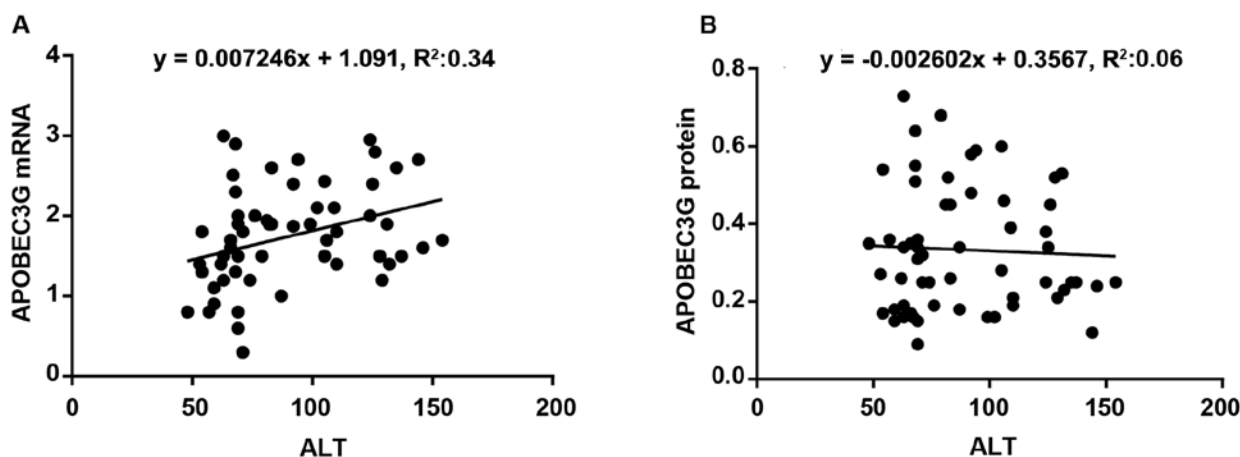 A
y = 0.007246x + 1.091, R²:0.34
4
3
2
1
0
APOBEC3G mRNA
0
50
100
150
200
ALT
B
y = -0.002602x + 0.3567, R²:0.06
0.8
0.6
0.4
0.2
0.0
APOBEC3G protein
0
50
100
150
200
ALT